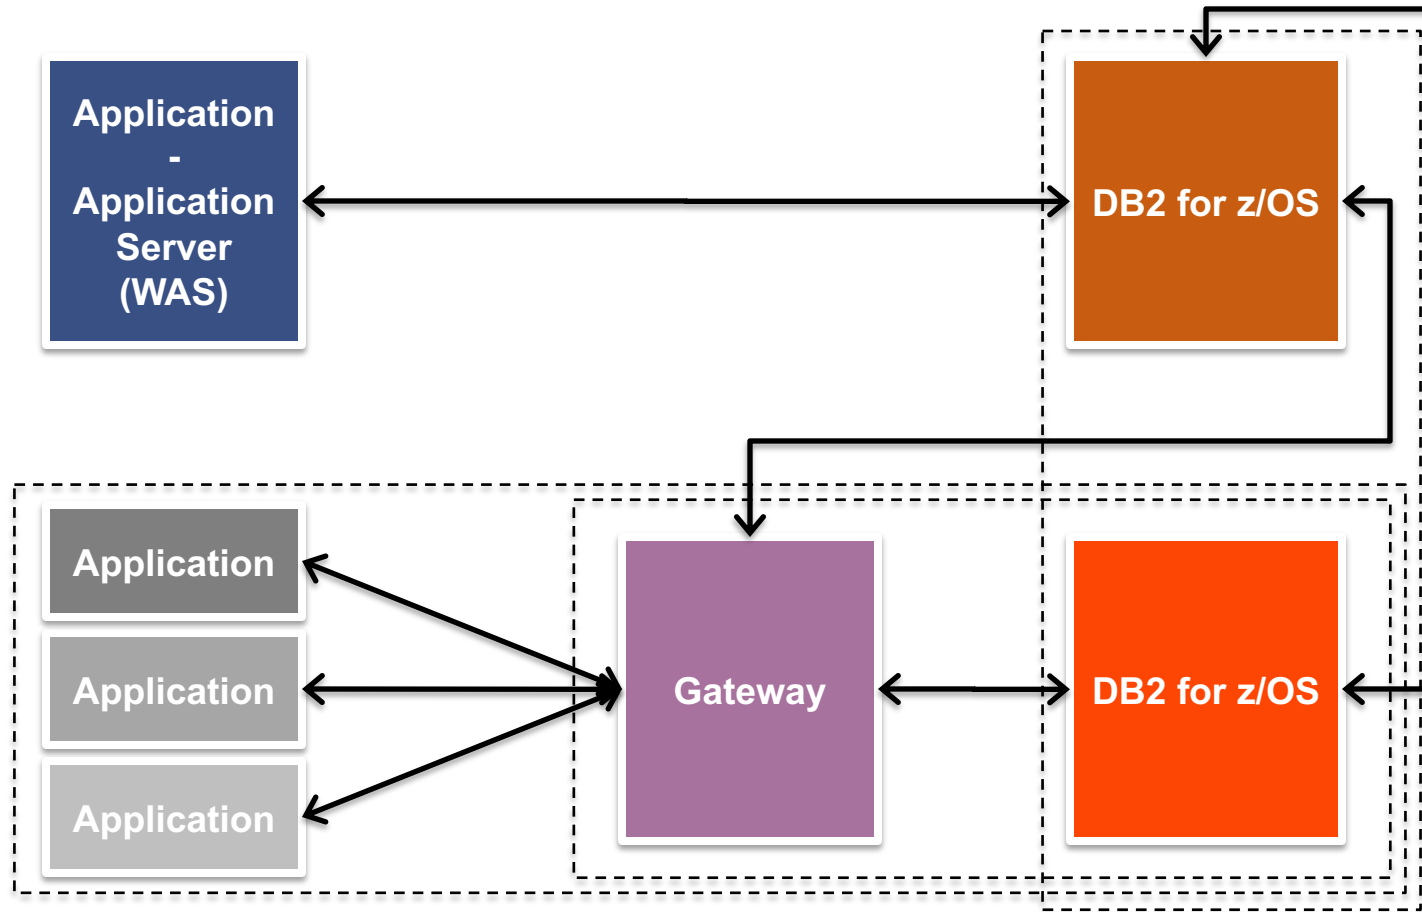 Application
-
Application
Server
(WAS)
DB2 for z/OS
Application
Application
Application
Gateway
DB2 for z/OS